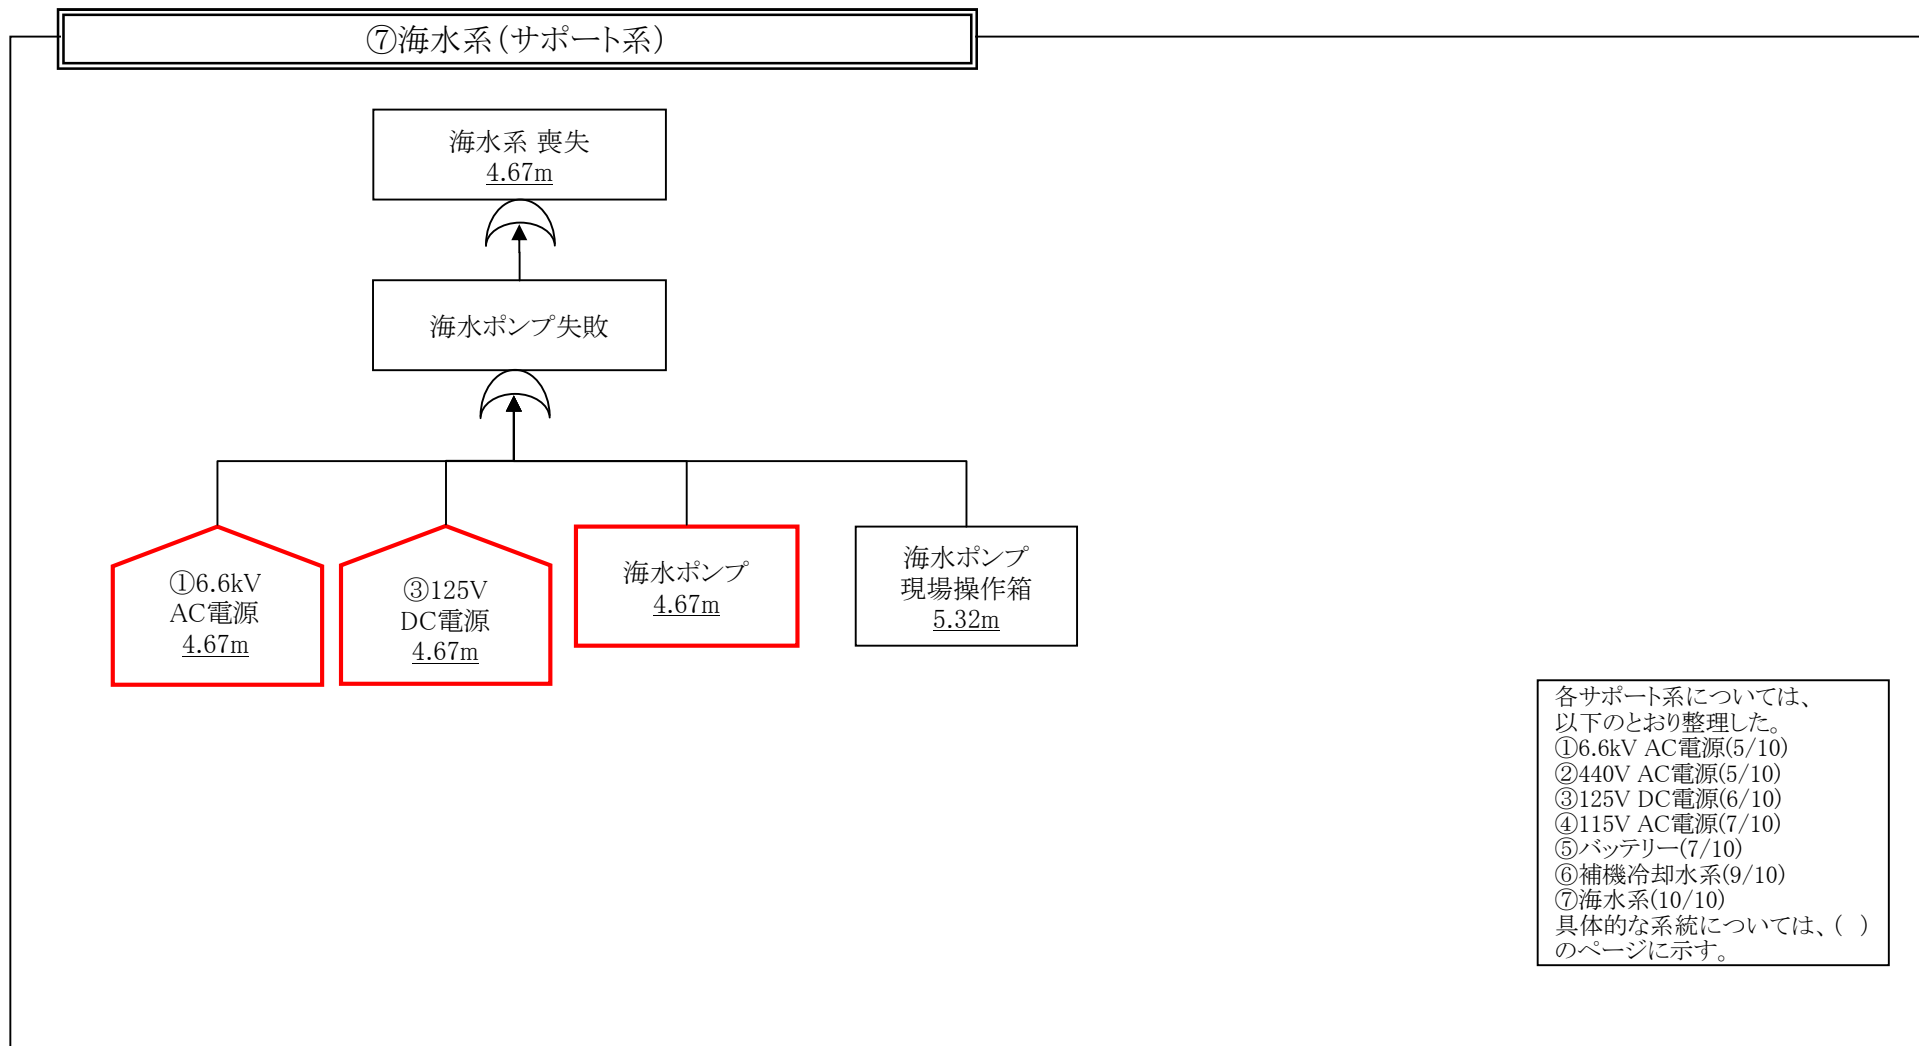 ⑦海水系(サポート系)
海水系 喪失
4.67m
海水ポンプ失敗
①6.6kV
AC電源
4.67m
③125V
DC電源
4.67m
海水ポンプ
4.67m
海水ポンプ
現場操作箱
5.32m
各サポート系については、
以下のとおり整理した。
①6.6kV AC電源(5/10)
②440V AC電源(5/10)
③125V DC電源(6/10)
④115V AC電源(7/10)
⑤バッテリー(7/10)
⑥補機冷却水系(9/10)
⑦海水系(10/10)
具体的な系統については、( )
のページに示す。